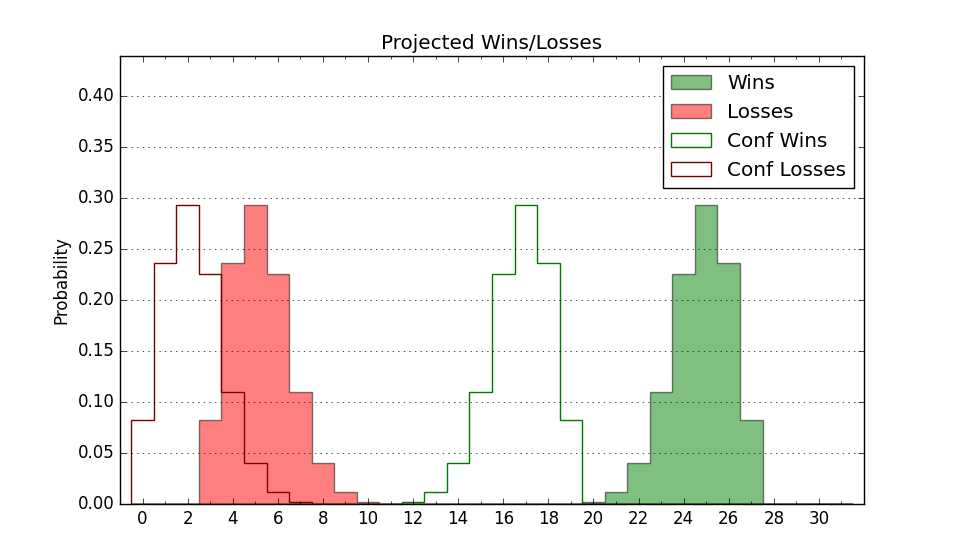 Projected Wins/Losses
Wins
Losses
Conf Wins
Conf Losses
Probability
0.40
0.35
0.30
0.25
0.20
0.15
0.10
0.05
0.00
0 2 4 6 8 10 12 14 16 18 20 22 24 26 28 30